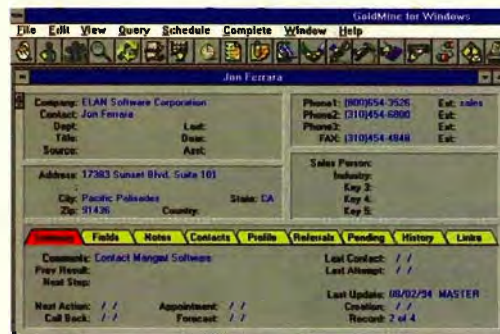 GoldMine for Windows
File Edit View Query Schedule Complete Window Help
Jon Ferrara
Company: ELAN Software Corporation
Contact: Jon Ferrara
Dept: Last:
Title: Dear:
Source: Asst:
Phone1: (800)654-3526 Ext: sales
Phone2: (310)454-6800 Ext:
Phone3: Ext:
FAX: (310)454-4848 Ext:
Address: 17383 Sunset Blvd. Suite 101
:
City: Pacific Palisades State: CA
Zip: 91436 Country:
Sales Person:
Industry:
Key 3:
Key 4:
Key 5:
Fields Notes Contacts Profile Referrals Pending History Links
Comments: Contact Mangml Software
Prev Result:
Next Step:
Next Action: / / Appointment: / /
Call Back: / / Forecast: / /
Last Contact: / /
Last Attempt: / /
Last Update: 08/02/94 MASTER
Creation: / /
Record: 2 of 4